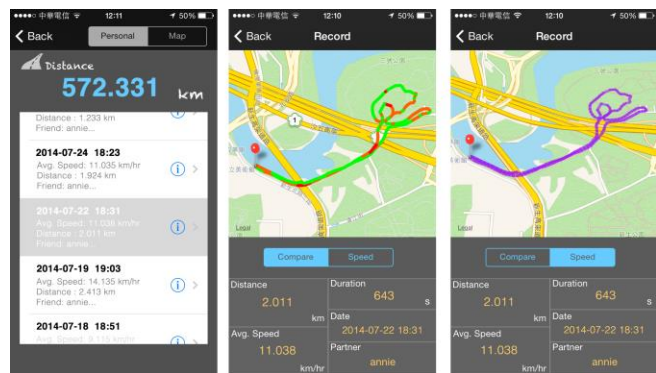 中華電信
12:11
50%
Back
Personal
Map
Distance
572.331
km
Distance : 1.233 km
Friend: annie...
2014-07-24 18:23
Avg. Speed: 11.035 km/hr
Distance : 1.924 km
Friend: annie...
2014-07-22 18:31
Avg. Speed: 11.038 km/hr
Distance : 2.011 km
Friend: annie...
2014-07-19 19:03
Avg. Speed: 14.135 km/hr
Distance : 2.413 km
Friend: annie...
2014-07-18 18:51
Avg. Speed: 9.115 km/hr
中華電信
12:10
50%
Back
Record
1
Legal
Compare
Speed
Distance
2.011
km
Duration
643
s
Date
2014-07-22 18:31
Avg. Speed
11.038
km/hr
Partner
annie
中華電信
12:10
50%
Back
Record
Legal
Compare
Speed
Distance
2.011
km
Duration
643
s
Date
2014-07-22 18:31
Avg. Speed
11.038
km/hr
Partner
annie